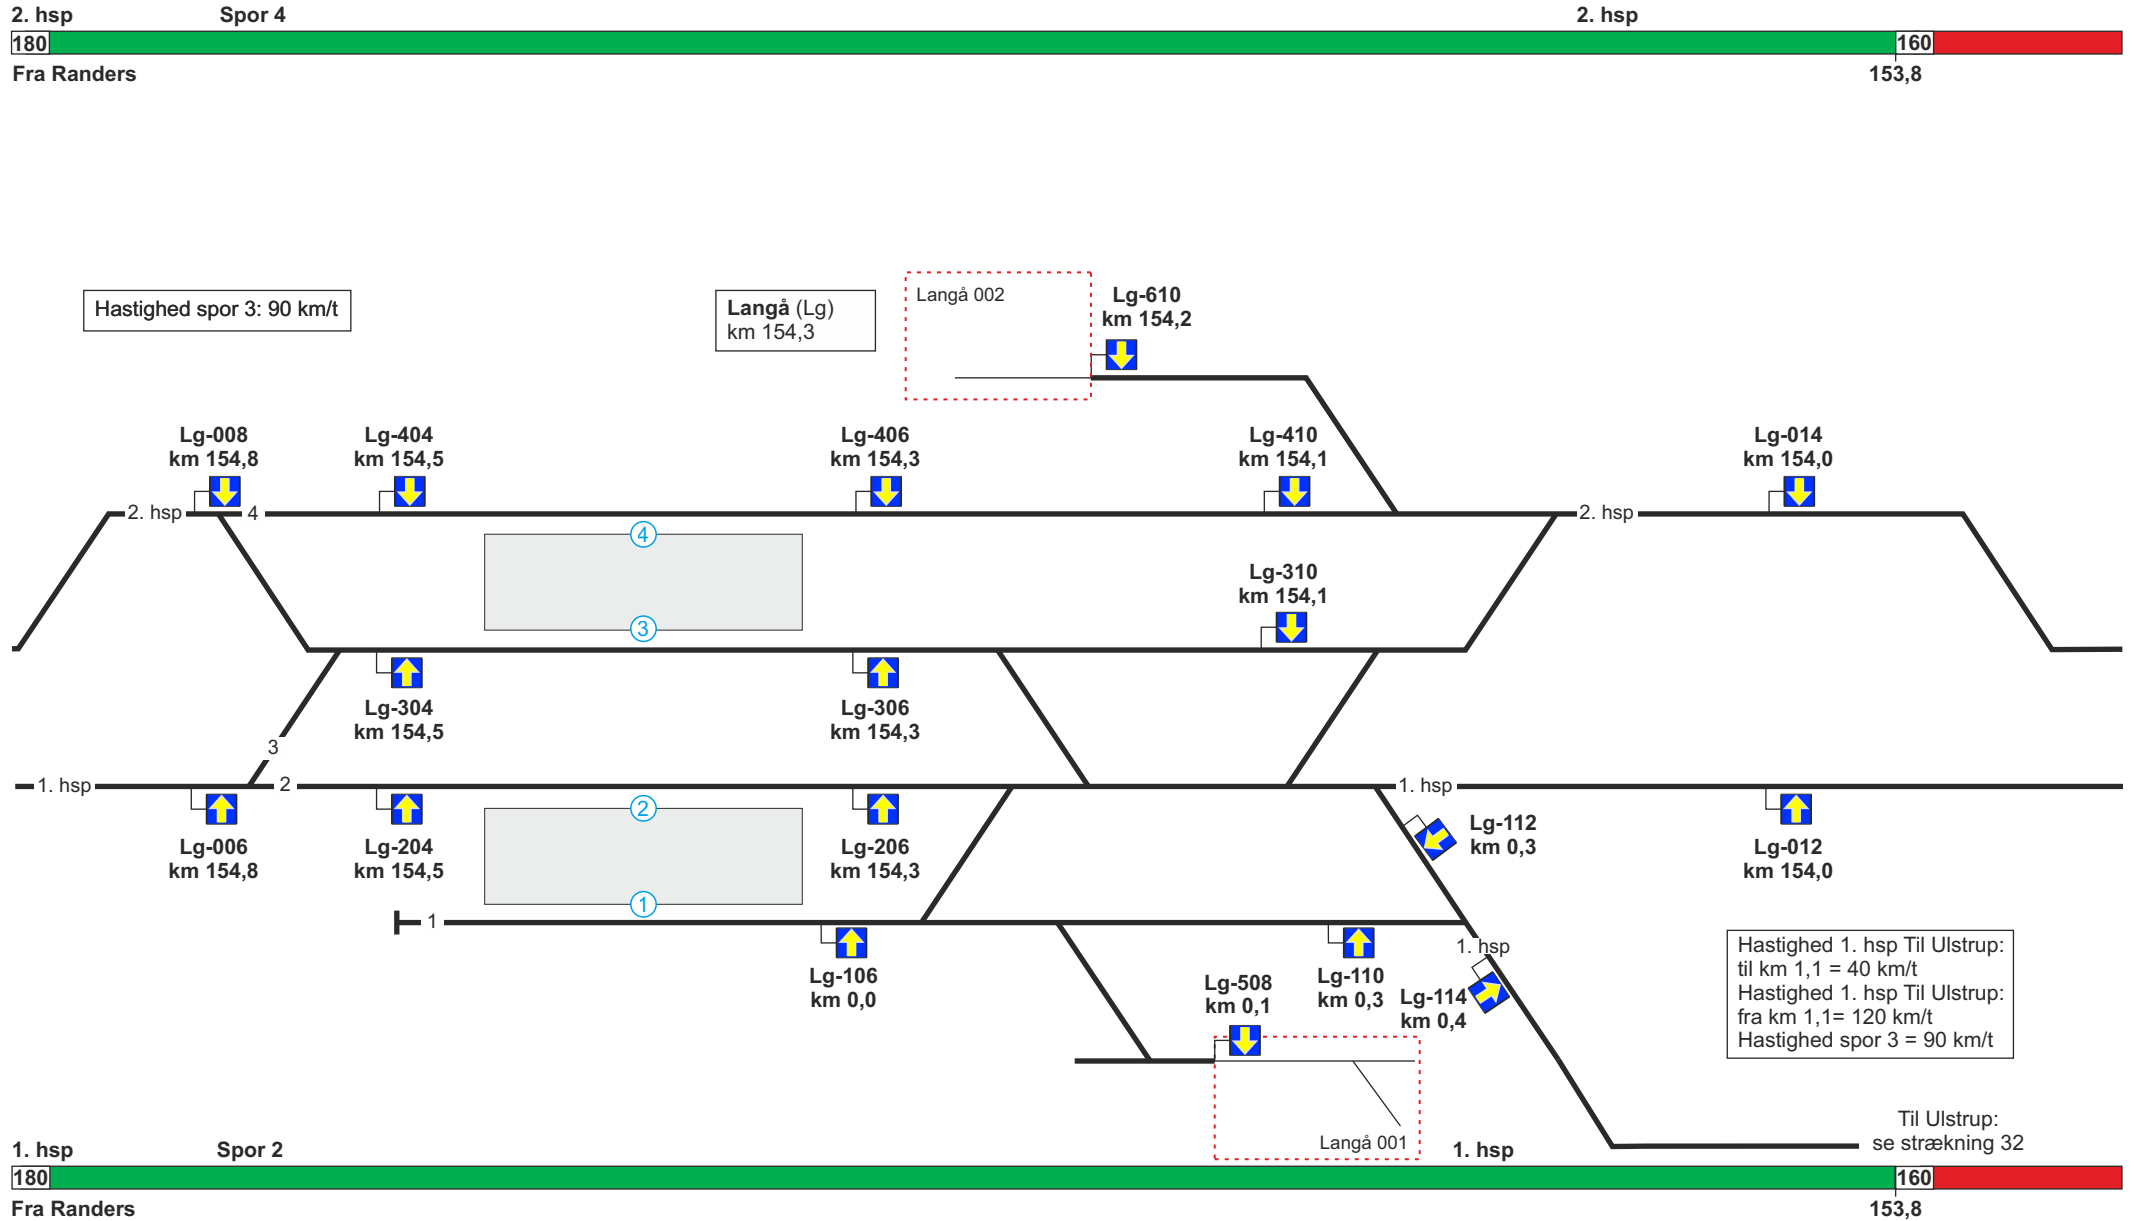 2. hsp
Spor 4
2. hsp
180
160
Fra Randers
153,8
Hastighed spor 3: 90 km/t
Langå (Lg)
km 154,3
Langå 002
Lg-610
km 154,2
Lg-008
km 154,8
Lg-404
km 154,5
Lg-406
km 154,3
Lg-410
km 154,1
Lg-014
km 154,0
2. hsp
4
2. hsp
4
3
Lg-310
km 154,1
Lg-304
km 154,5
Lg-306
km 154,3
3
1. hsp
2
1. hsp
2
1
Lg-006
km 154,8
Lg-204
km 154,5
Lg-206
km 154,3
Lg-112
km 0,3
Lg-012
km 154,0
1
1. hsp
Lg-106
km 0,0
Lg-508
km 0,1
Lg-110
km 0,3
Lg-114
km 0,4
Hastighed 1. hsp Til Ulstrup:
til km 1,1 = 40 km/t
Hastighed 1. hsp Til Ulstrup:
fra km 1,1= 120 km/t
Hastighed spor 3 = 90 km/t
Langå 001
Til Ulstrup:
se strækning 32
1. hsp
Spor 2
1. hsp
180
160
Fra Randers
153,8